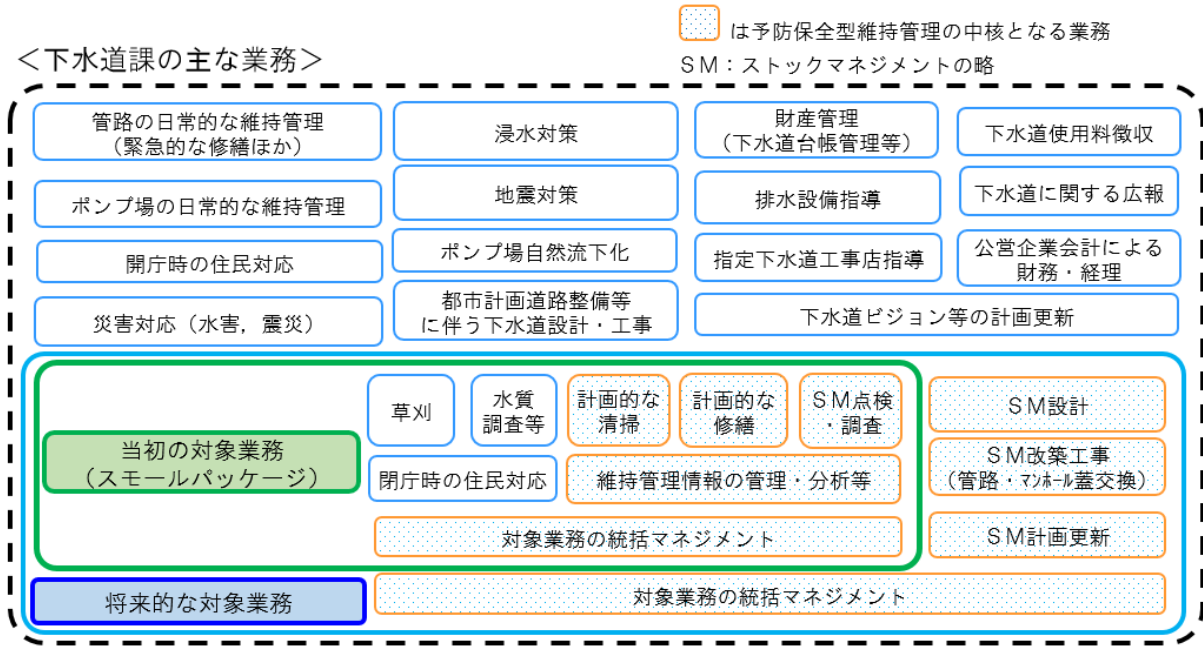 は予防保全型維持管理の中核となる業務
ＳＭ：ストックマネジメントの略
＜下水道課の主な業務＞
管路の日常的な維持管理
（緊急的な修繕ほか）
浸水対策
財産管理
（下水道台帳管理等）
下水道使用料徴収
ポンプ場の日常的な維持管理
地震対策
排水設備指導
下水道に関する広報
開庁時の住民対応
ポンプ場自然流下化
指定下水道工事店指導
公営企業会計による
財務・経理
災害対応（水害，震災）
都市計画道路整備等
に伴う下水道設計・工事
下水道ビジョン等の計画更新
当初の対象業務
（スモールパッケージ）
草刈
水質
調査等
計画的な
清掃
計画的な
修繕
ＳＭ点検
・調査
ＳＭ設計
閉庁時の住民対応
維持管理情報の管理・分析等
ＳＭ改築工事
（管路・ﾏﾝﾎｰﾙ蓋交換）
対象業務の統括マネジメント
ＳＭ計画更新
将来的な対象業務
対象業務の統括マネジメント